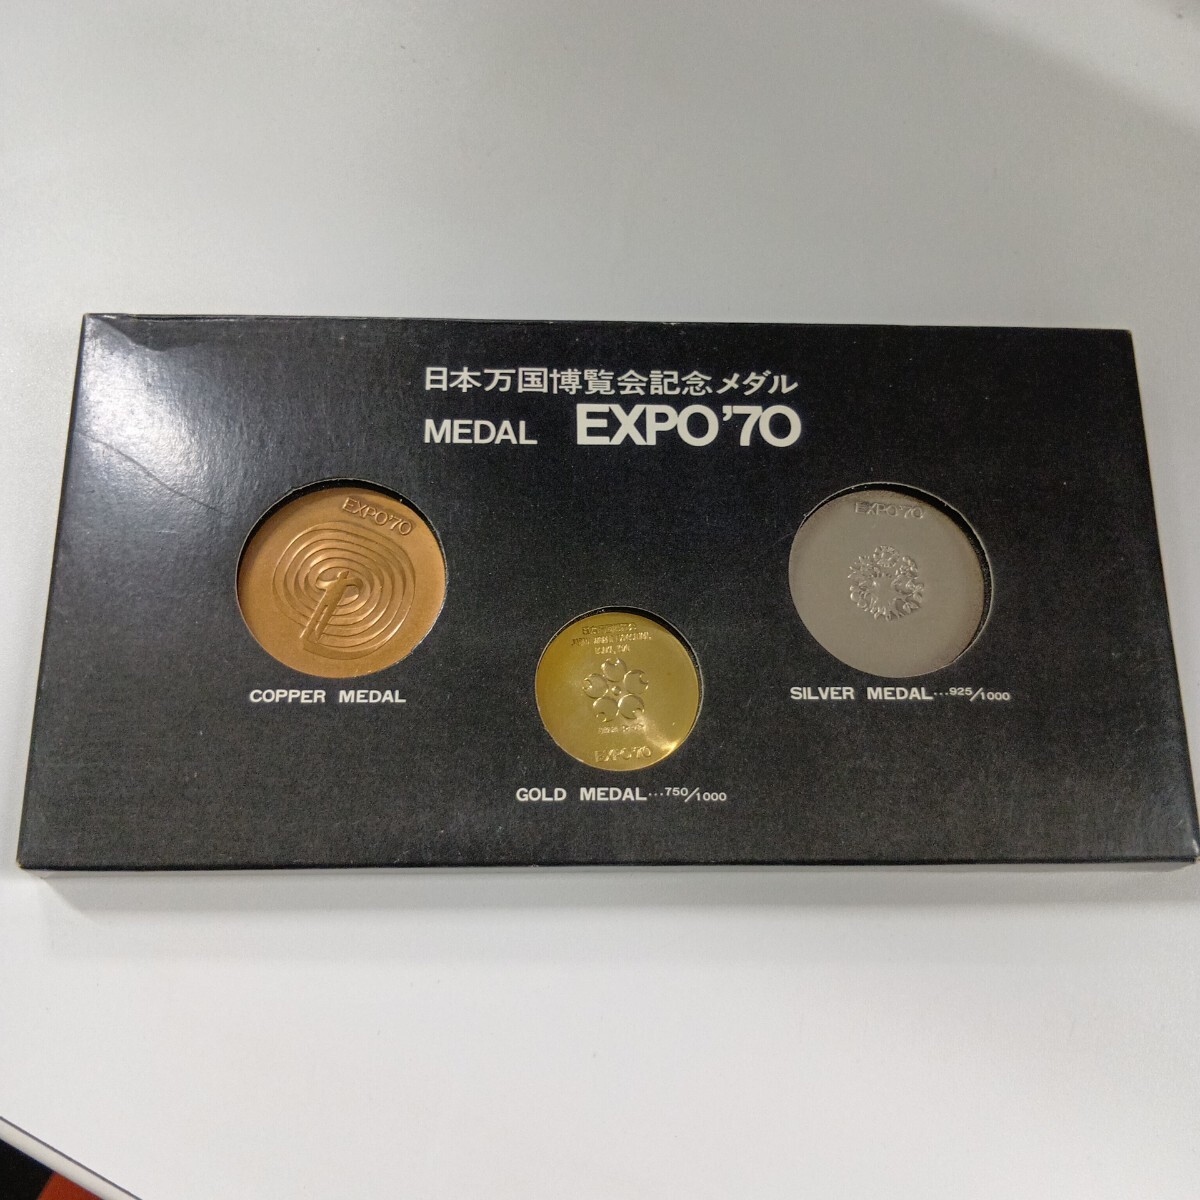 日本万国博覧会記念メダル
MEDAL EXPO'70
EXPO'70
EXPO'70
COPPER MEDAL
SILVER MEDAL...925/1000
EXPO'70
GOLD MEDAL...750/1000